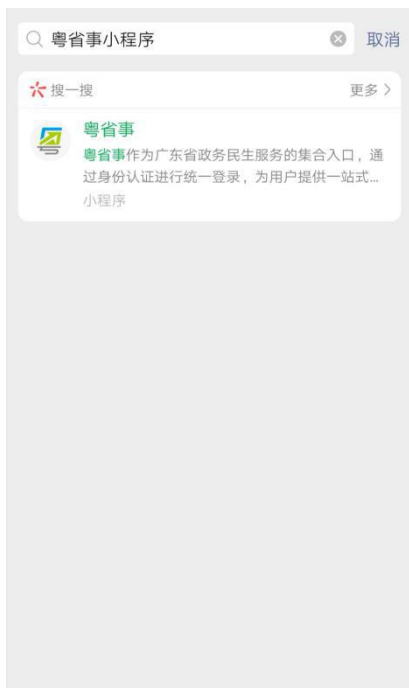 粤省事小程序
取消
搜一搜
更多
粤省事
粤省事作为广东省政务民生服务的集合入口，通
过身份认证进行统一登录，为用户提供一站式...
小程序